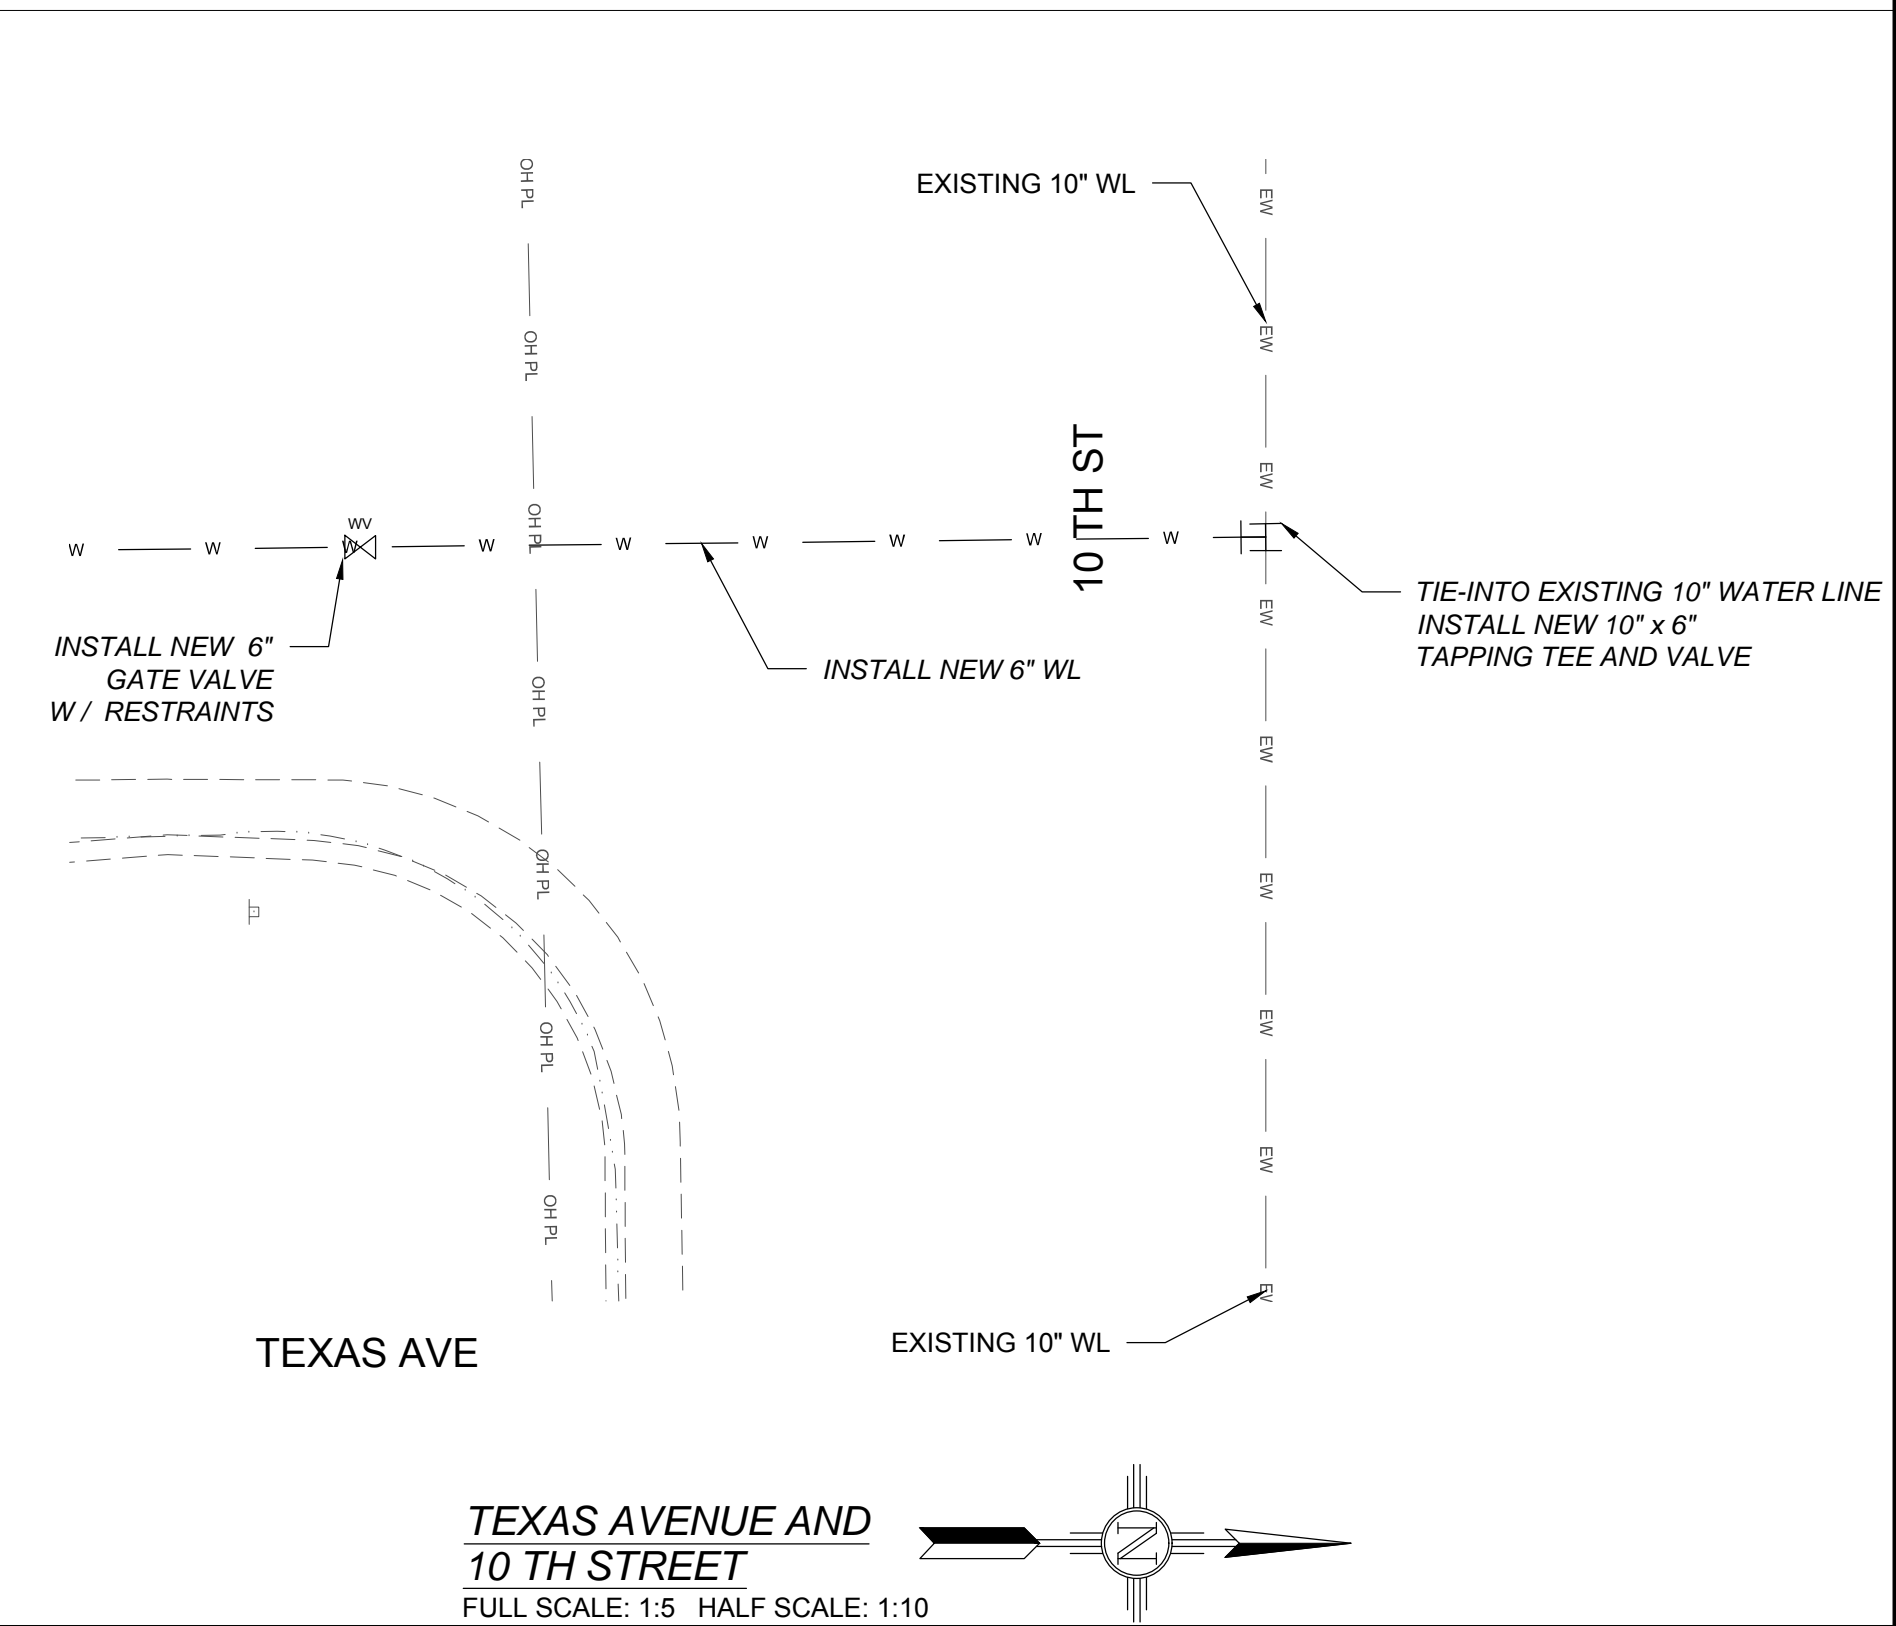 OH PL
EXISTING 10" WL
EW
OH PL
EW
10 TH ST
EW
WV
W
W
W
W
OH PL
W
W
W
W
W
TIE-INTO EXISTING 10" WATER LINE
INSTALL NEW 10" x 6"
TAPPING TEE AND VALVE
EW
INSTALL NEW 6"
GATE VALVE
W / RESTRAINTS
INSTALL NEW 6" WL
OH PL
EW
OH PL
EW
EW
OH PL
EW
OH PL
EW
EXISTING 10" WL
TEXAS AVE
TEXAS AVENUE AND
10 TH STREET
FULL SCALE: 1:5 HALF SCALE: 1:10
N